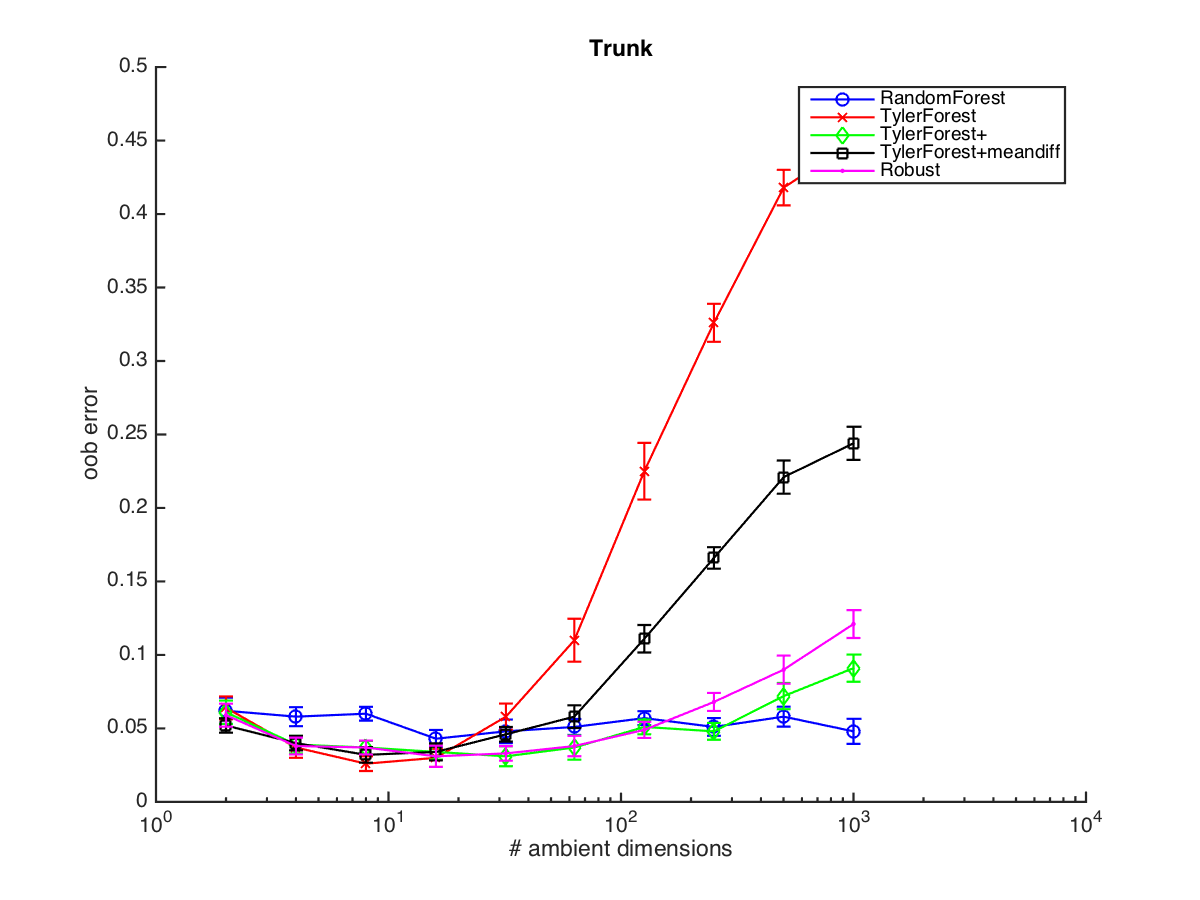 Trunk
0.5
0.45
0.4
0.35
0.3
0.25
0.2
0.15
0.1
0.05
0
oob error
RandomForest
TylerForest
TylerForest+
TylerForest+meandiff
Robust
10^0 10^1 10^2 10^3 10^4
# ambient dimensions